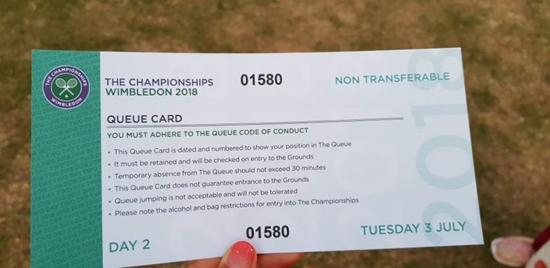 THE CHAMPIONSHIPS
WIMBLEDON
THE CHAMPIONSHIPS
WIMBLEDON 2018
01580
NON TRANSFERABLE
QUEUE CARD
YOU MUST ADHERE TO THE QUEUE CODE OF CONDUCT
• This Queue Card is dated and numbered to show your position in The Queue
• It must be retained and will be checked on entry to the Grounds
• Temporary absence from The Queue should not exceed 30 minutes
• This Queue Card does not guarantee entrance to the Grounds
• Queue jumping is not acceptable and will not be tolerated
• Please note the alcohol and bag restrictions for entry into The Championships
2018
DAY 2
01580
TUESDAY 3 JULY